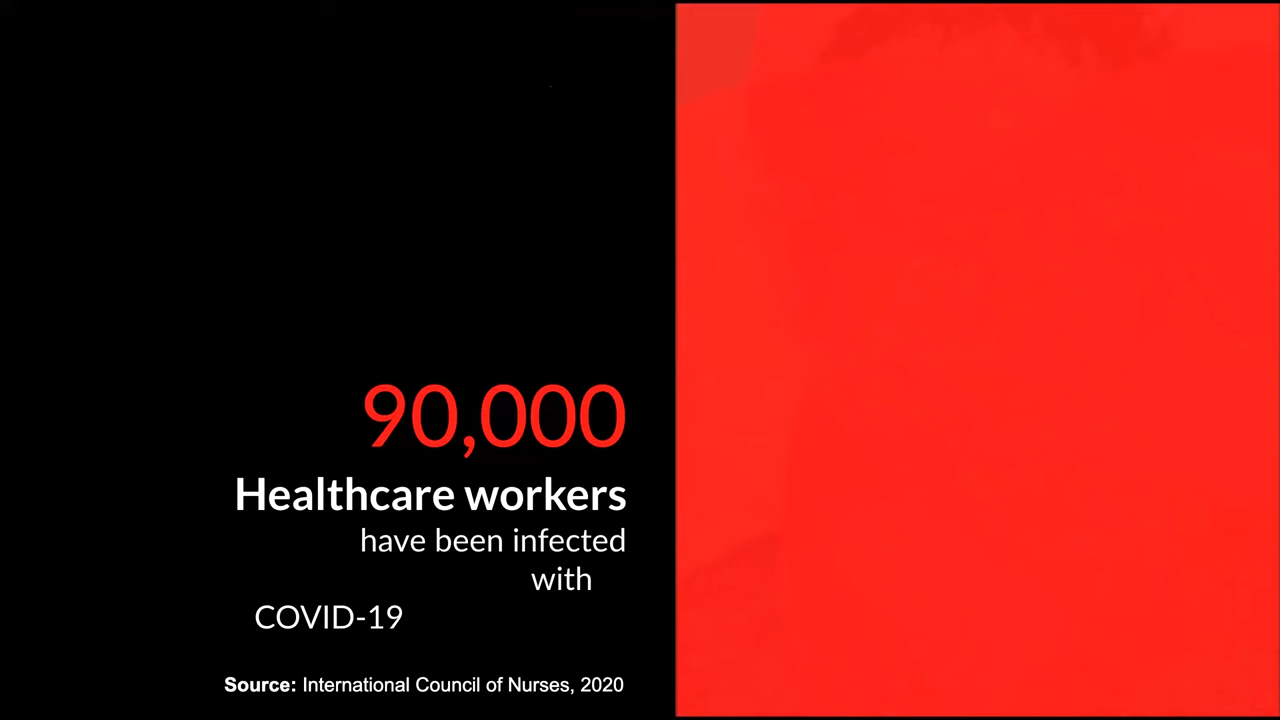 90,000
Healthcare workers
have been infected
with
COVID-19
Source: International Council of Nurses, 2020